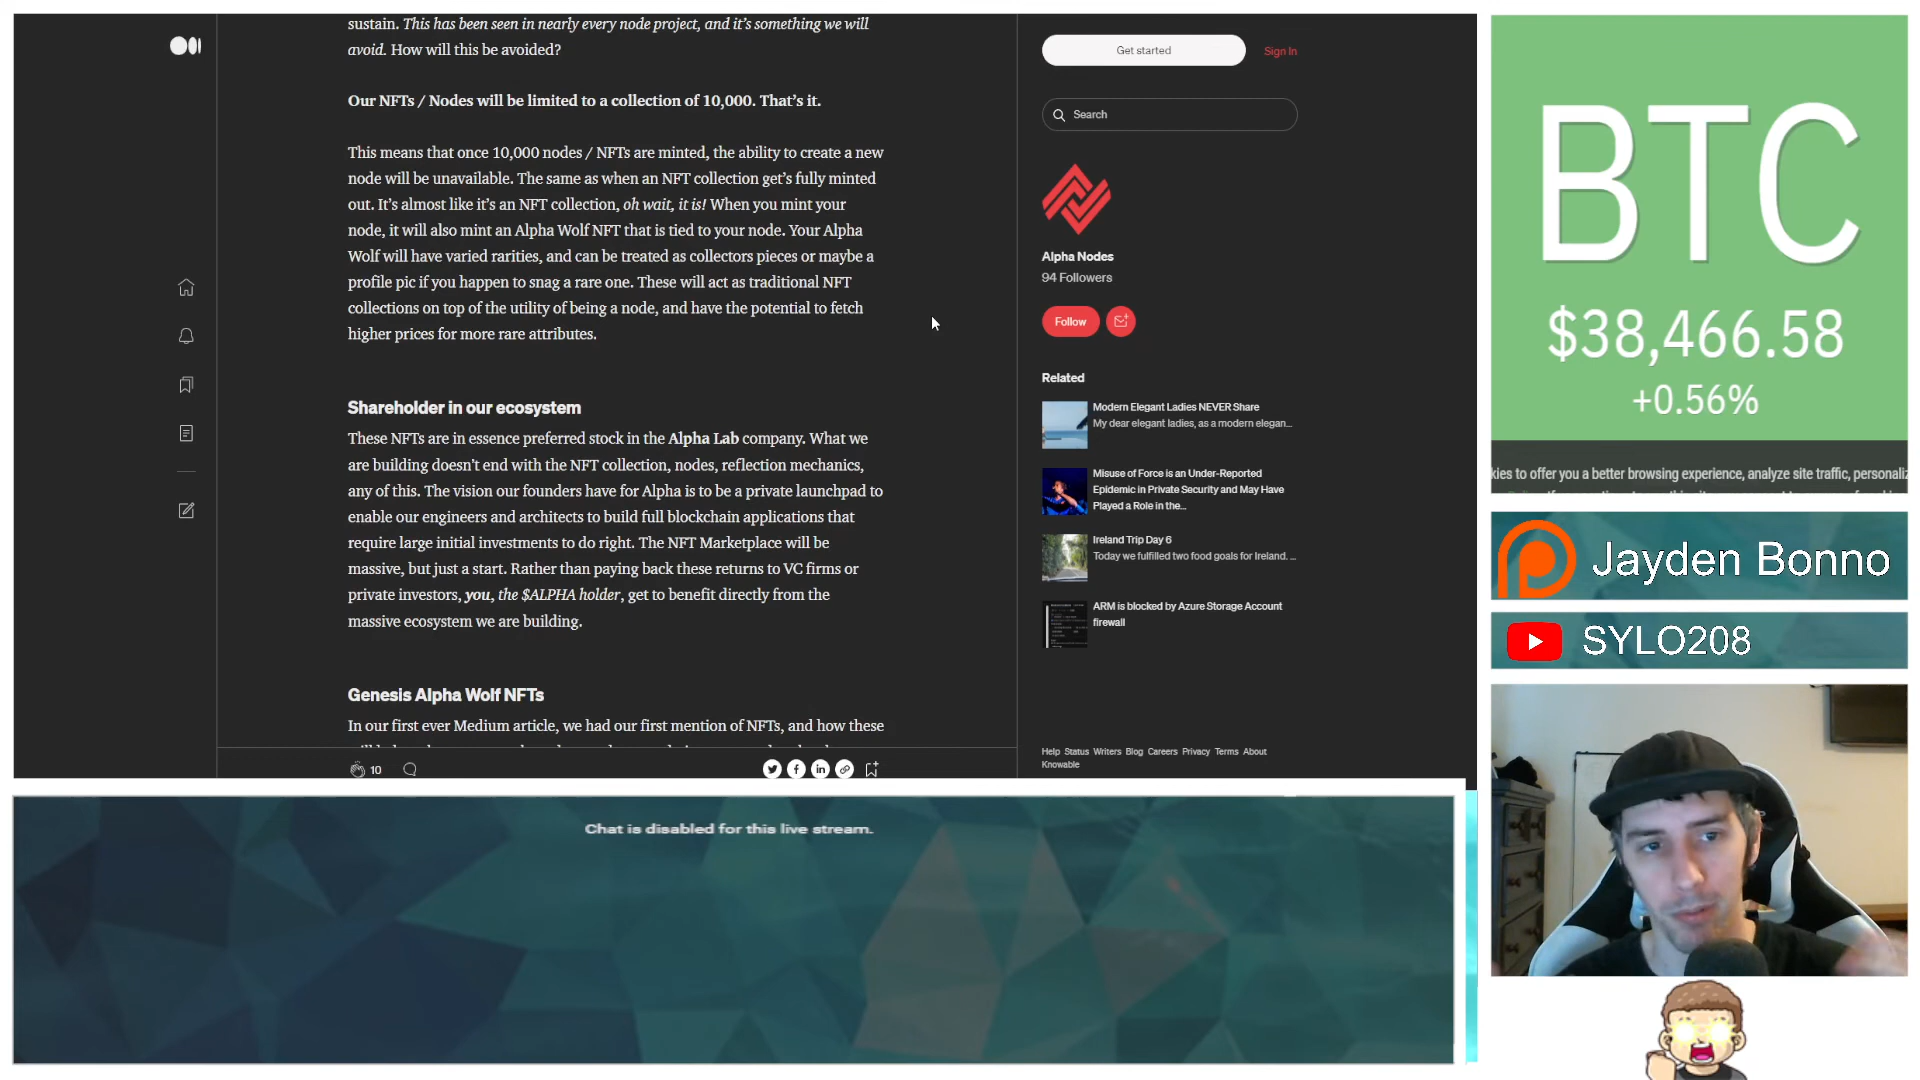 sustain. This has been seen in nearly every node project, and it's something we will
avoid. How will this be avoided?
Our NFTs / Nodes will be limited to a collection of 10,000. That's it.
This means that once 10,000 nodes / NFTs are minted, the ability to create a new
node will be unavailable. The same as when an NFT collection get's fully minted
out. It's almost like it's an NFT collection, oh wait, it is! When you mint your
node, it will also mint an Alpha Wolf NFT that is tied to your node. Your Alpha
Wolf will have varied rarities, and can be treated as collectors pieces or maybe a
profile pic if you happen to snag a rare one. These will act as traditional NFT
collections on top of the utility of being a node, and have the potential to fetch
higher prices for more rare attributes.
Shareholder in our ecosystem
These NFTs are in essence preferred stock in the Alpha Lab company. What we
are building doesn't end with the NFT collection, nodes, reflection mechanics,
any of this. The vision our founders have for Alpha is to be a private launchpad to
enable our engineers and architects to build full blockchain applications that
require large initial investments to do right. The NFT Marketplace will be
massive, but just a start. Rather than paying back these returns to VC firms or
private investors, you, the $ALPHA holder, get to benefit directly from the
massive ecosystem we are building.
Genesis Alpha Wolf NFTs
In our first ever Medium article, we had our first mention of NFTs, and how these
10
Get started
Sign In
Search
Alpha Nodes
94 Followers
Follow
Related
Modern Elegant Ladies NEVER Share
My dear elegant ladies, as a modern elegan...
Misuse of Force is an Under-Reported
Epidemic in Private Security and May Have
Played a Role in the...
Ireland Trip Day 6
Today we fulfilled two food goals for Ireland. ...
ARM is blocked by Azure Storage Account
firewall
Help Status Writers Blog Careers Privacy Terms About
Knowable
BTC
$38,466.58
+0.56%
kies to offer you a better browsing experience, analyze site traffic, personaliz
Jayden Bonno
SYLO208
Chat is disabled for this live stream.